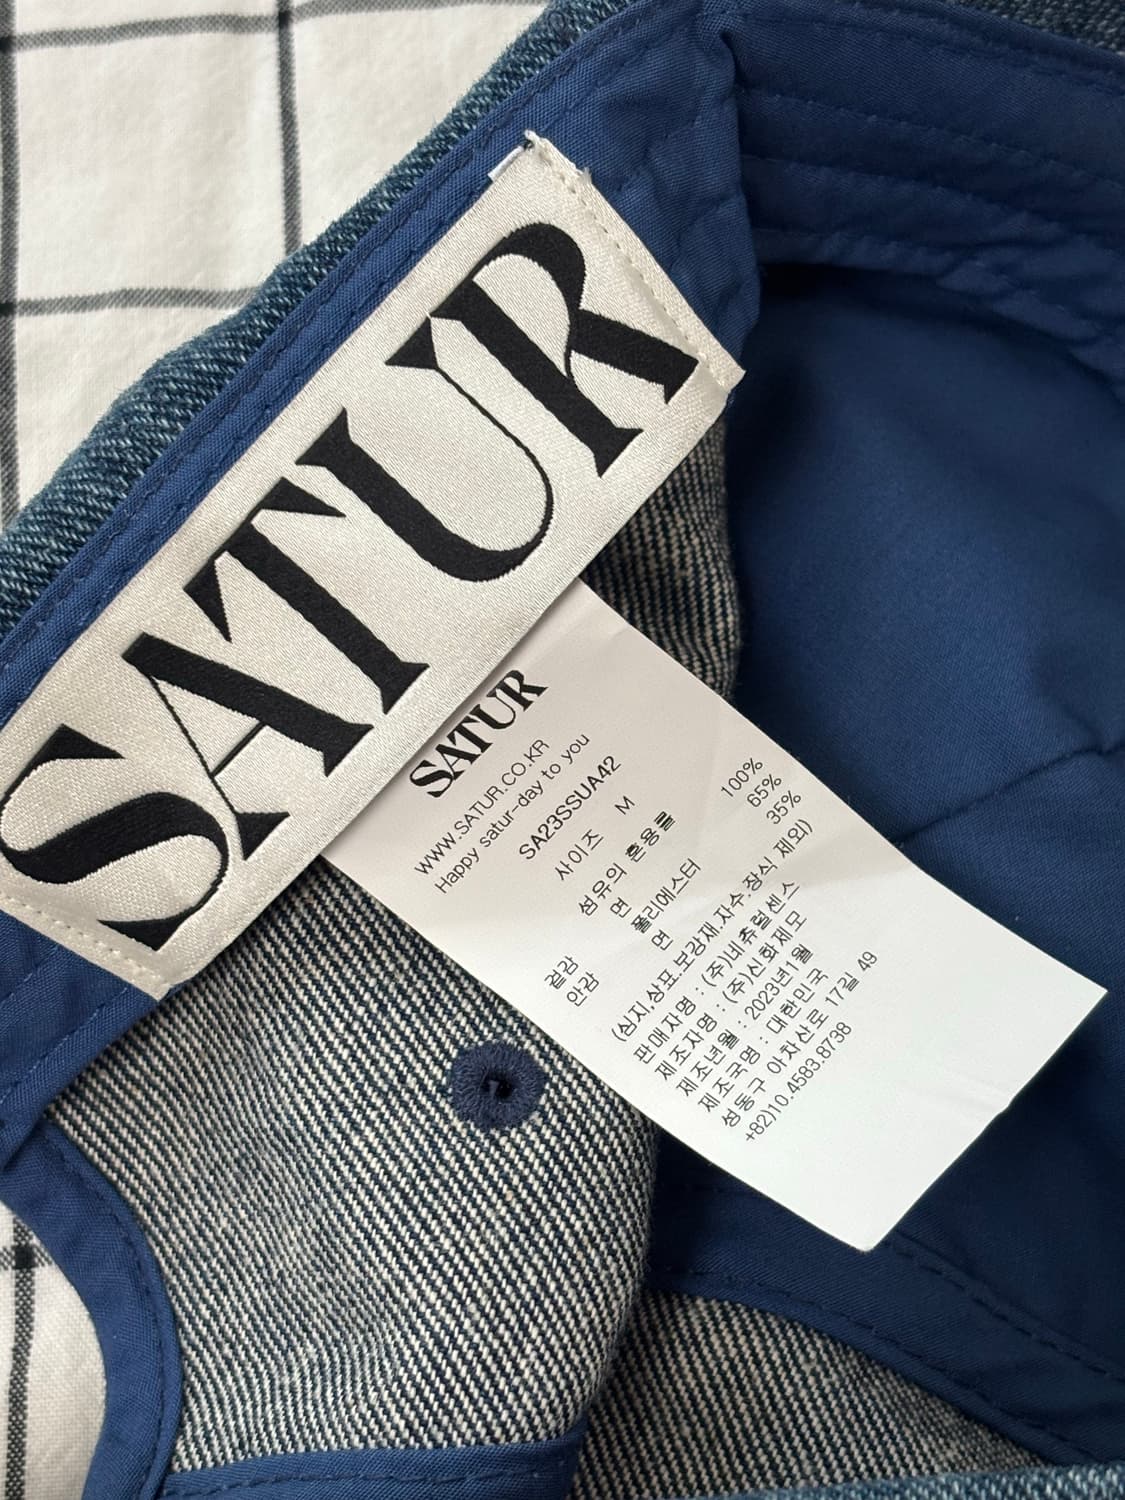 SATUR
SATUR
WWW.SATUR.CO.KR
Happy satur-day to you
SA23SSUA42
사이즈 M
섬유의 혼용률
겉감 면 100%
안감 폴리에스터 65%
면 35%
(심지,상표.보강재.자수.장식 제외)
판매자명 : (주)네츄럴센스
제조자명 : (주)신화제모
제조년월 : 2023년1월
제조국명 : 대한민국
성동구 아차산로 17길 49
+82)10.4583.8738